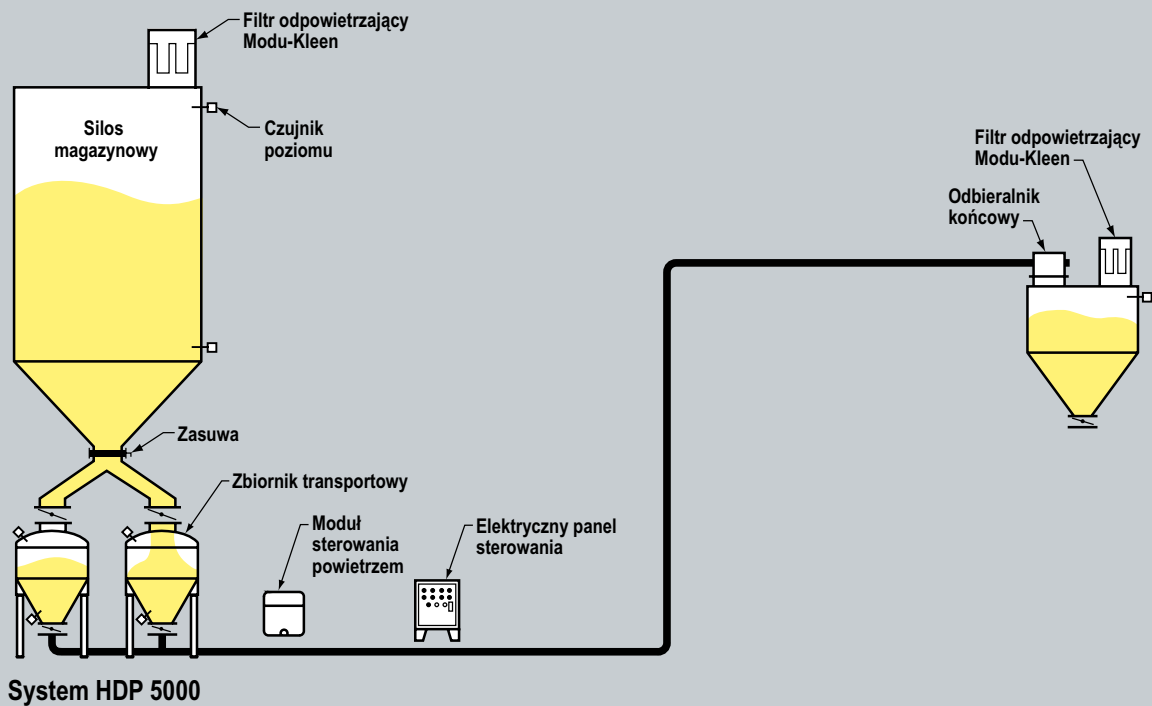 Filtr odpowietrzający
Modu-Kleen
Silos
magazynowy
Czujnik
poziomu
Filtr odpowietrzający
Modu-Kleen
Odbieralnik
końcowy
Zasuwa
Zbiornik transportowy
Moduł
sterowania
powietrzem
Elektryczny panel
sterowania
System HDP 5000